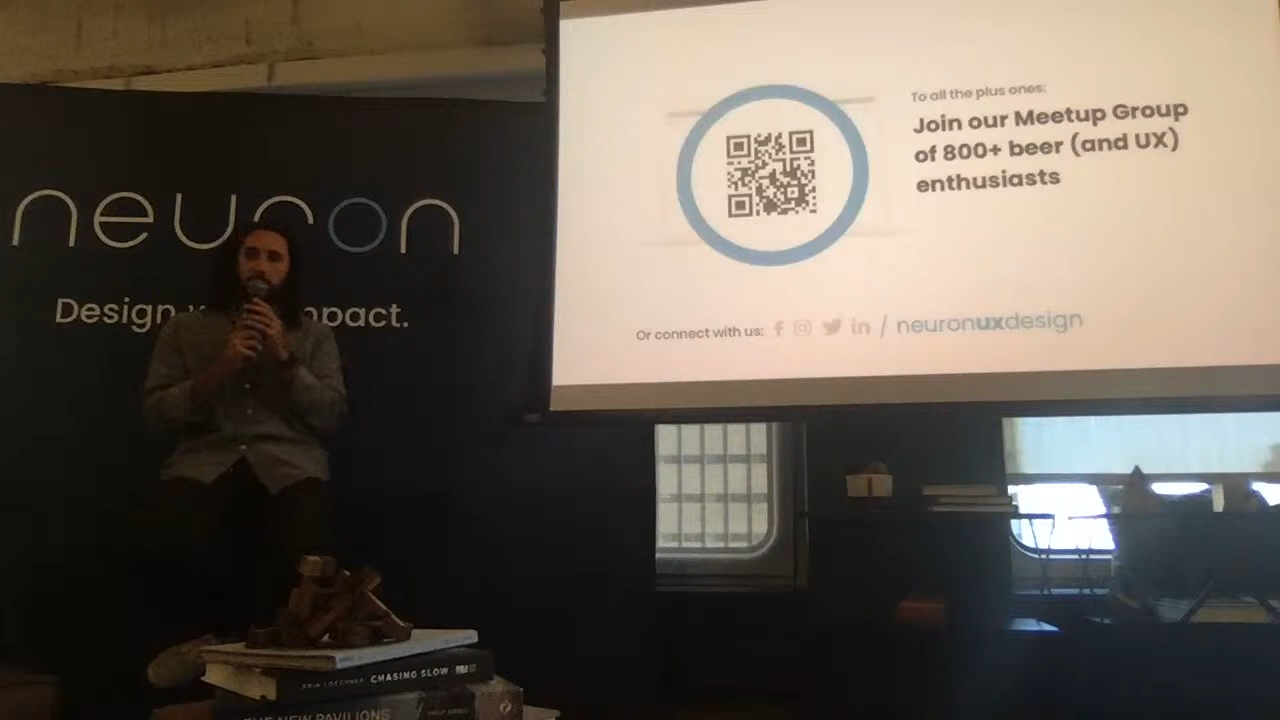 neuron
Design
mpact.
To all the plus ones:
Join our Meetup Group
of 800+ beer (and UX)
enthusiasts
Or connect with us:
/ neuronuxdesign
CHASING SLOW
THE NEW PAVILIONS